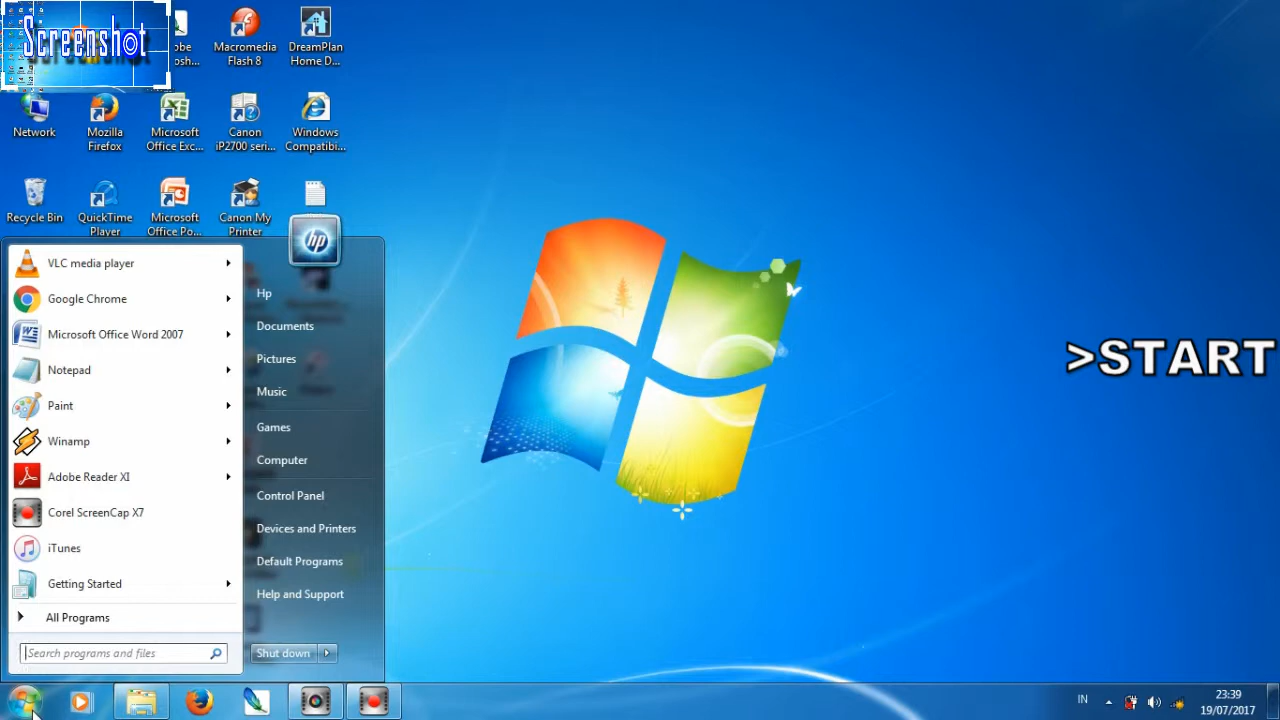 Screenshot
Macromedia
Flash 8
DreamPlan
Home D...
Network
Mozilla
Firefox
Microsoft
Office Exc...
Canon
iP2700 seri...
Windows
Compatibi...
Recycle Bin
QuickTime
Player
Microsoft
Office Po...
Canon My
Printer
hp
VLC media player
Google Chrome
Microsoft Office Word 2007
Notepad
Paint
Winamp
Adobe Reader XI
Corel ScreenCap X7
iTunes
Getting Started
All Programs
Search programs and files
Hp
Documents
Pictures
Music
Games
Computer
Control Panel
Devices and Printers
Default Programs
Help and Support
Shut down
>START
IN
23:39
19/07/2017